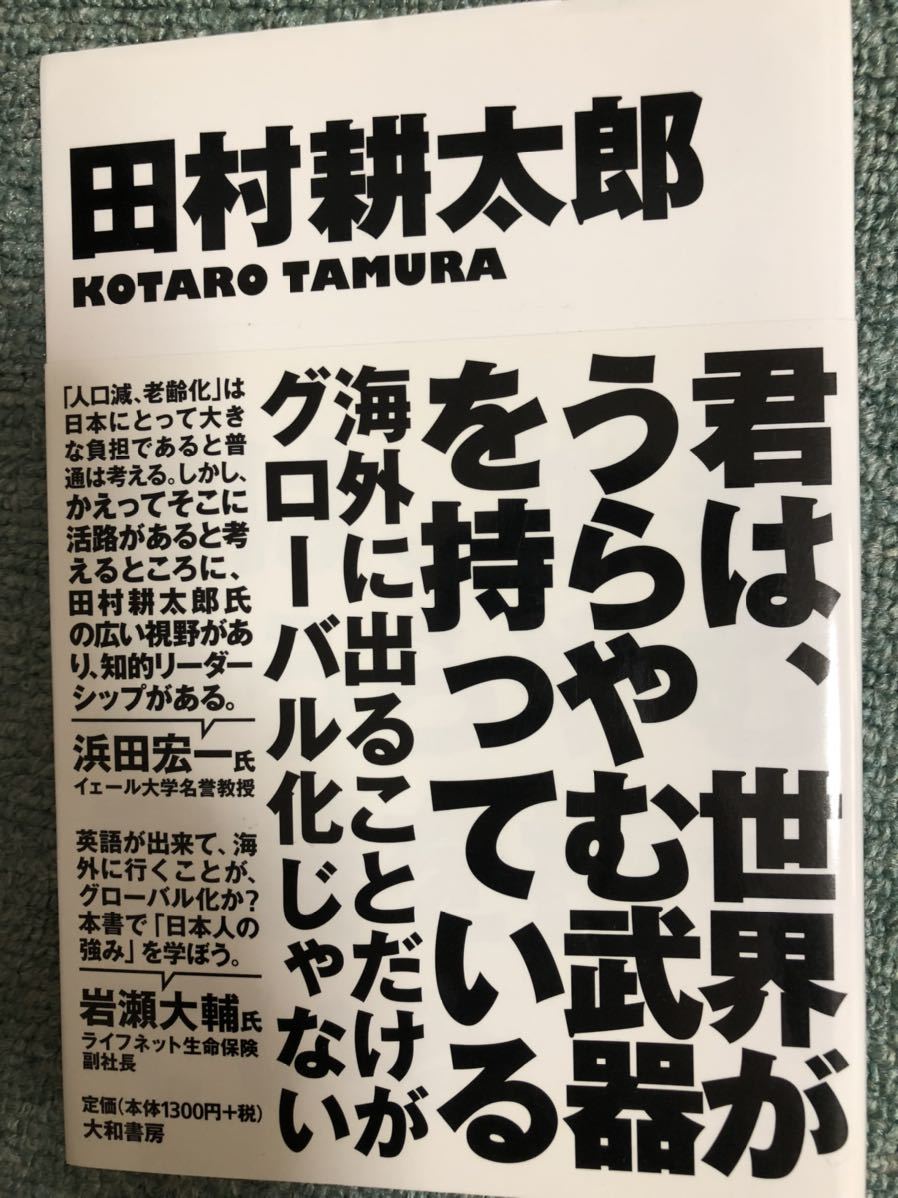 田村耕太郎
KOTARO TAMURA
君は、世界が
うらやむ武器
を持っている
海外に出ることだけが
グローバル化じゃない
「人口減、老齢化」は
日本にとって大き
な負担であると普
通は考える。しかし、
かえってそこに
活路があると考
えるところに、
田村耕太郎氏
の広い視野があ
り、知的リーダー
シップがある。
浜田宏一氏
イェール大学名誉教授
英語が出来て、海
外に行くことが、
グローバル化か?
本書で「日本人の
強み」を学ぼう。
岩瀬大輔氏
ライフネット生命保険
副社長
定価(本体1300円+税)
大和書房